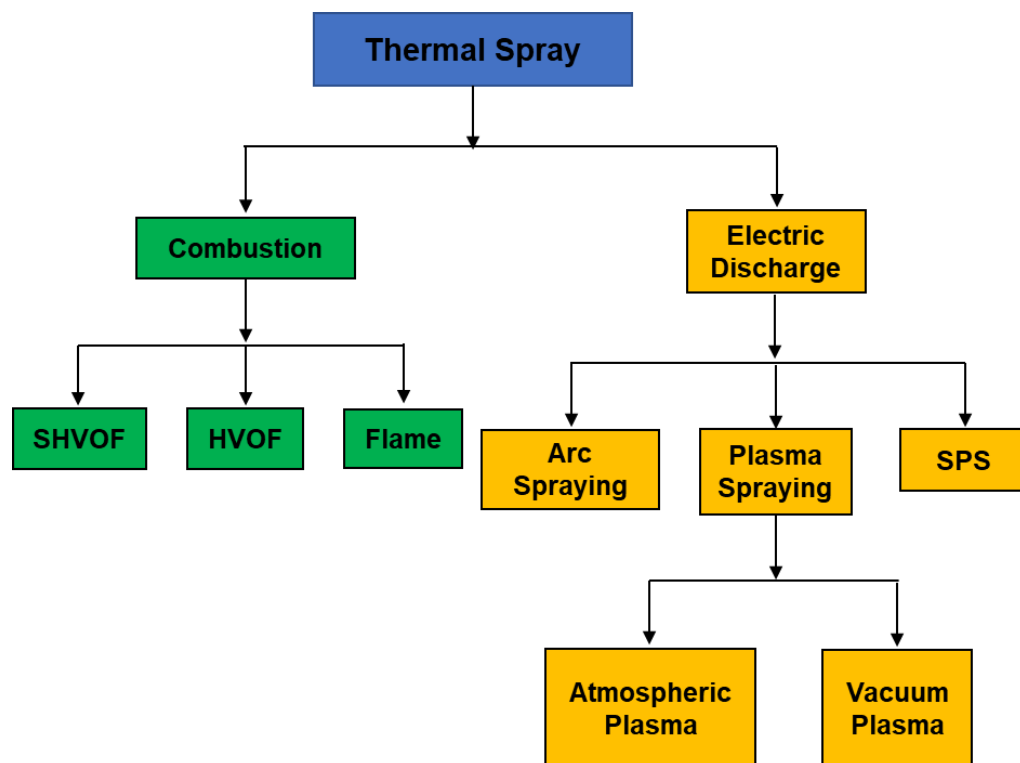 Thermal Spray
Combustion
Electric
Discharge
SHVOF
HVOF
Flame
Arc
Spraying
Plasma
Spraying
SPS
Atmospheric
Plasma
Vacuum
Plasma